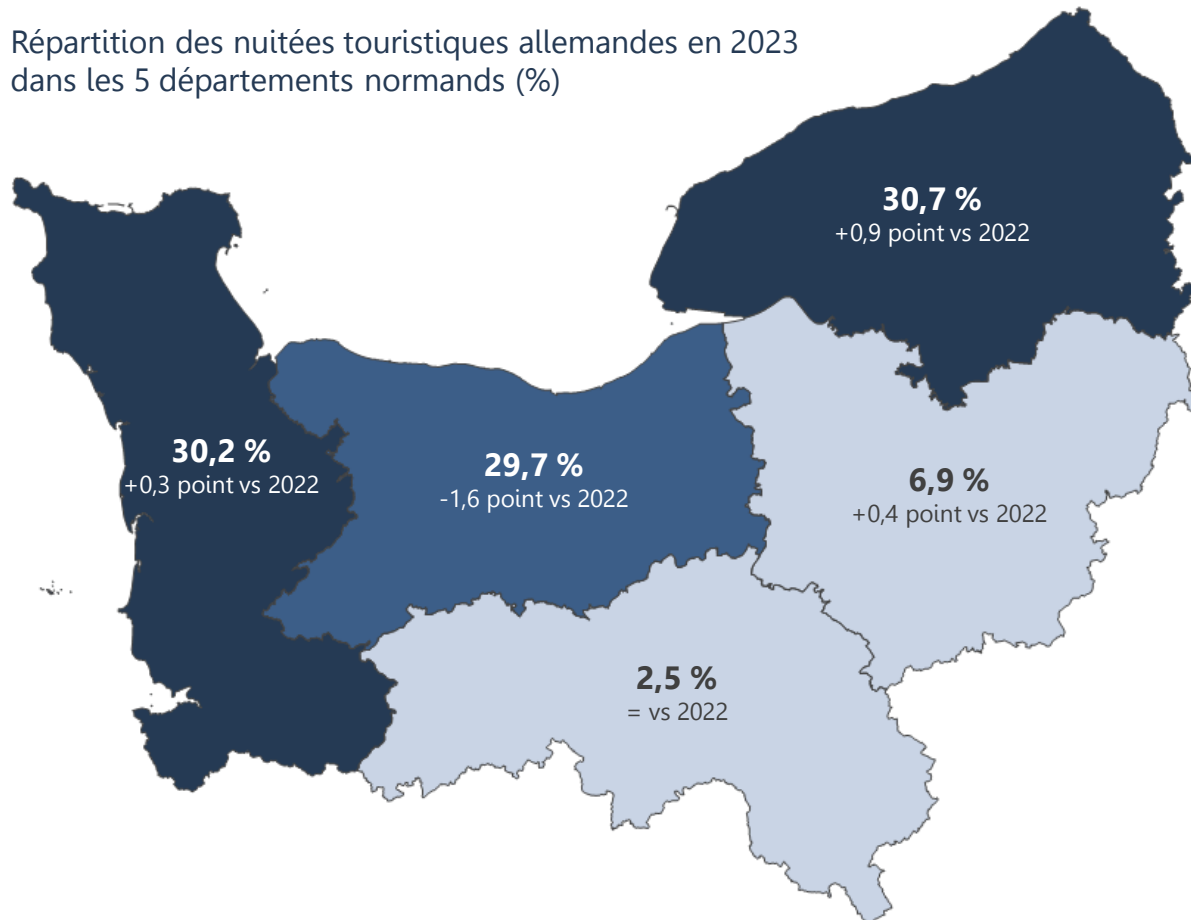 Répartition des nuitées touristiques allemandes en 2023
dans les 5 départements normands (%)
30,7 %
+0,9 point vs 2022
30,2 %
+0,3 point vs 2022
29,7 %
-1,6 point vs 2022
6,9 %
+0,4 point vs 2022
2,5 %
= vs 2022